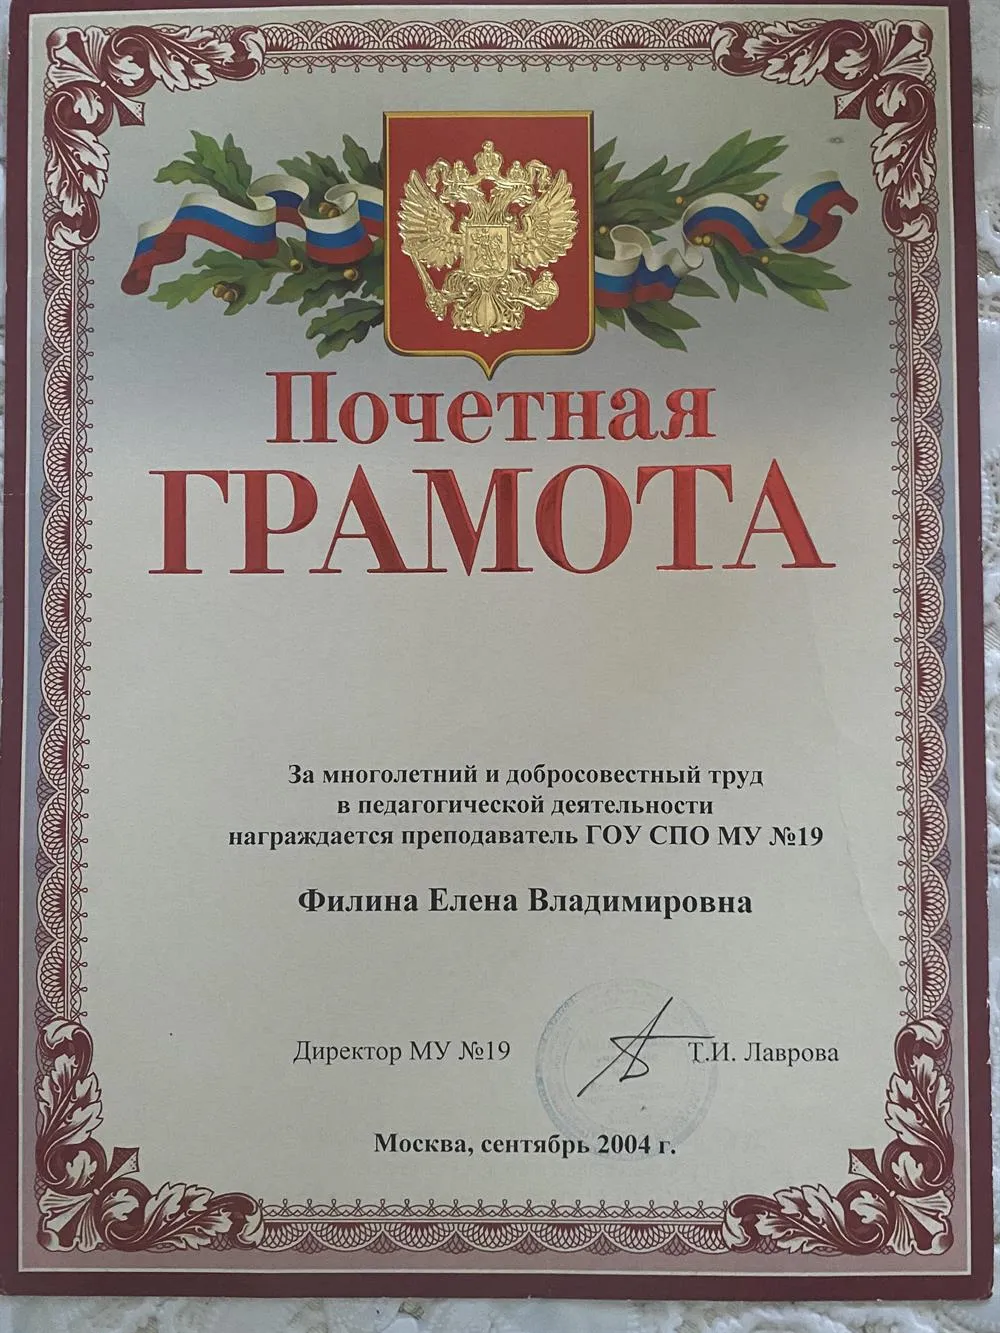 Почетная
ГРАМОТА
За многолетний и добросовестный труд
в педагогической деятельности
награждается преподаватель ГОУ СПО МУ №19
Филина Елена Владимировна
Директор МУ №19 Т.И. Лаврова
Москва, сентябрь 2004 г.